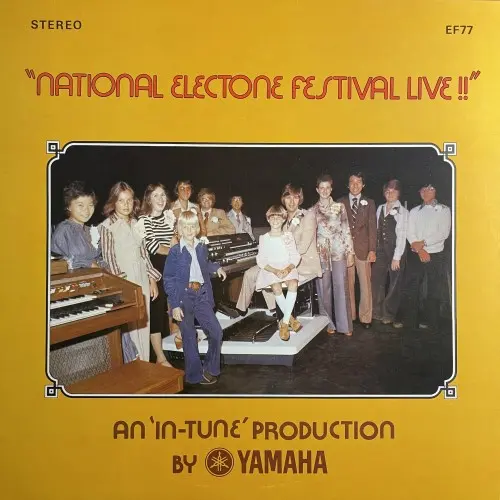 STEREO
EF77
"NATIONAL ELECTONE FESTIVAL LIVE!!"
AN 'IN-TUNE' PRODUCTION
BY YAMAHA